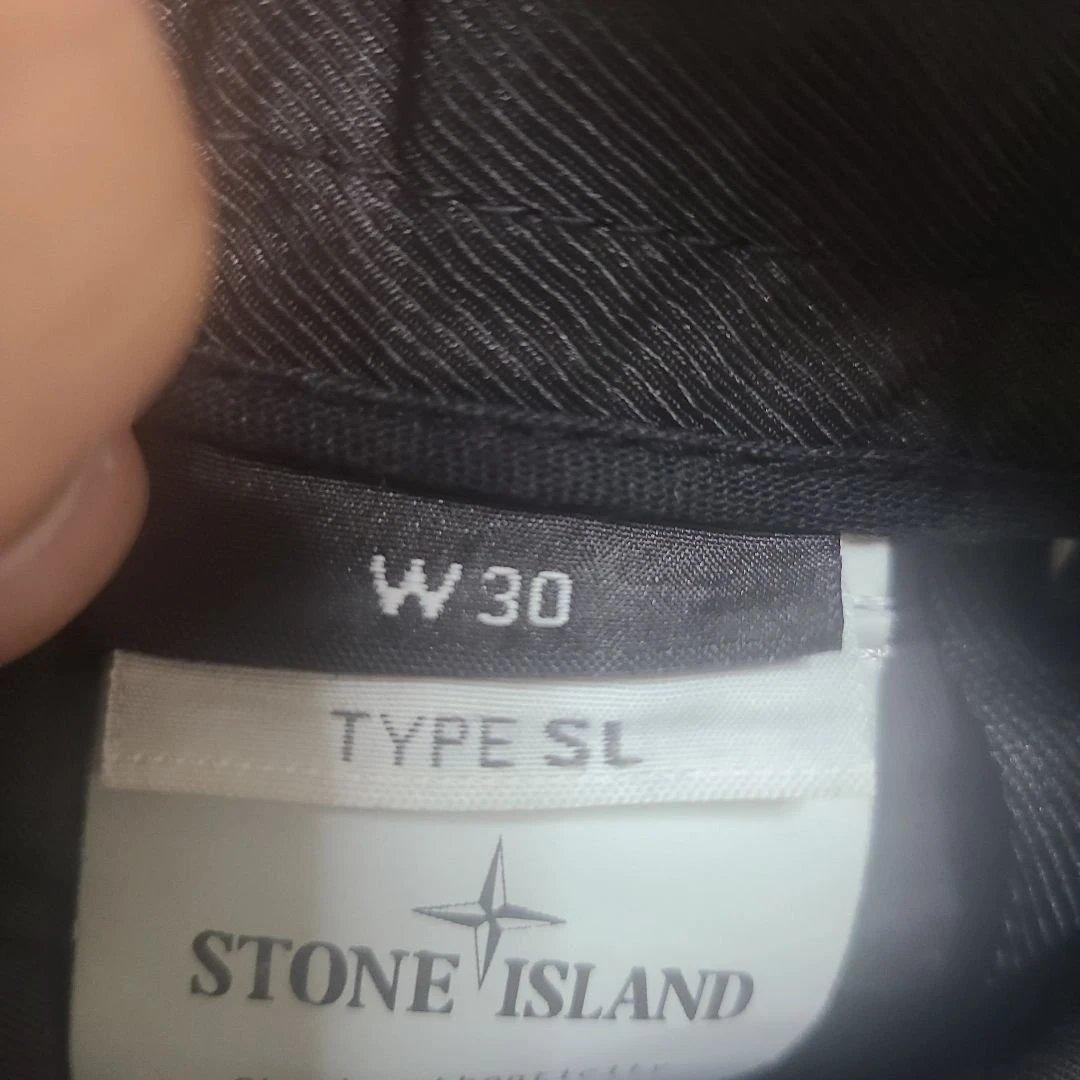 W 30
TYPE SL
STONE ISLAND